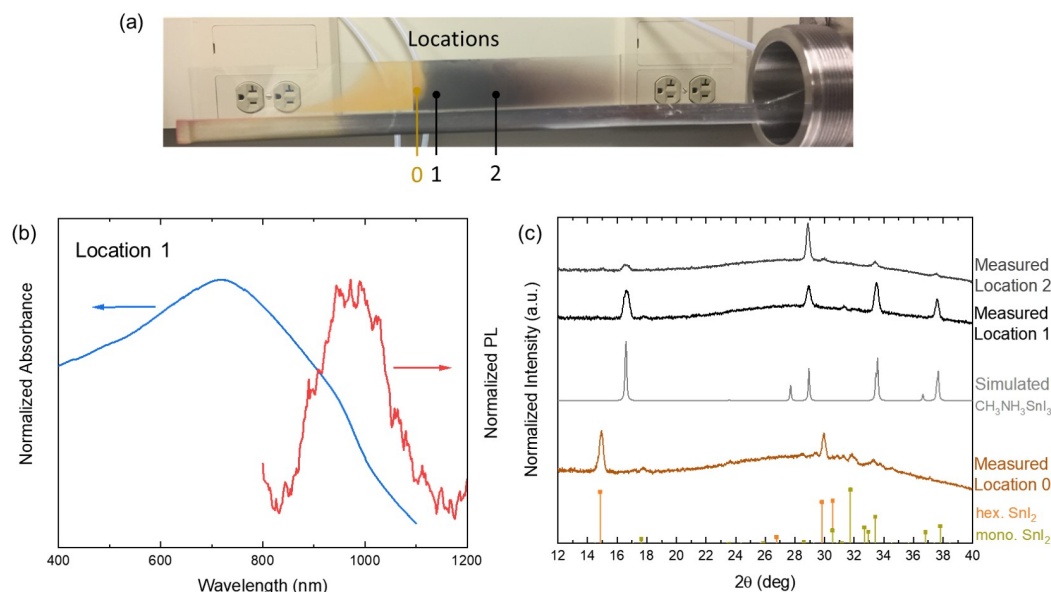 (a)
Locations
0 1 2
(b)
Location 1
Normalized Absorbance
Normalized PL
400 600 800 1000 1200
Wavelength (nm)
(c)
Normalized Intensity (a.u.)
Measured
Location 2
Measured
Location 1
Simulated
CH₃NH₃SnI₃
Measured
Location 0
hex. SnI₂
mono. SnI₂
12 14 16 18 20 22 24 26 28 30 32 34 36 38 40
2θ (deg)